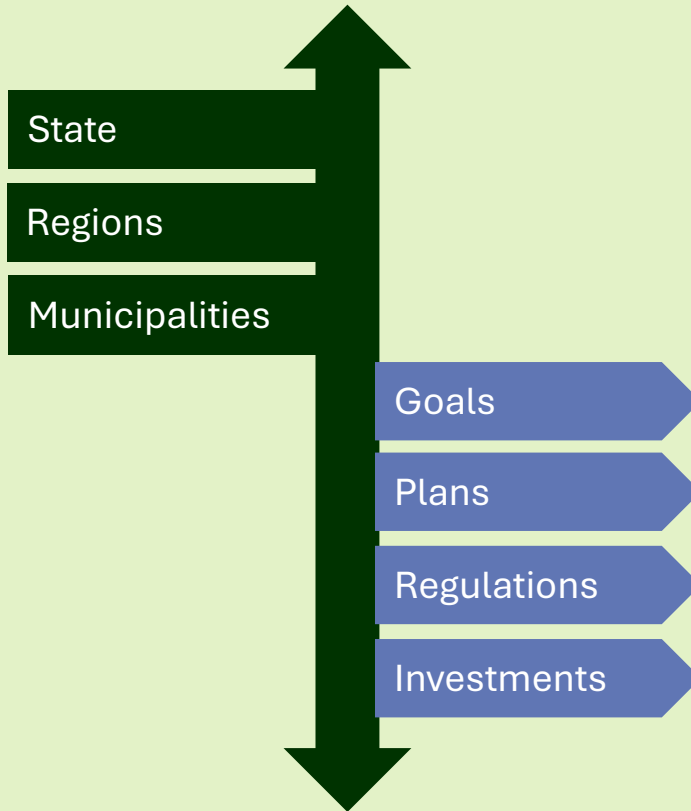 State
Regions
Municipalities
Goals
Plans
Regulations
Investments